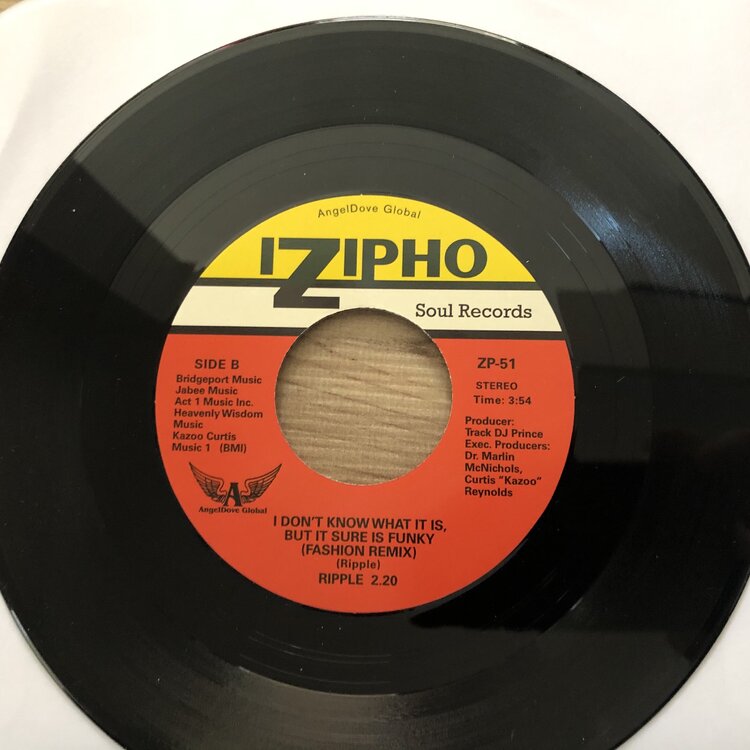 AngelDove Global
IZIPHO
Soul Records
SIDE B
Bridgeport Music
Jabee Music
Act 1 Music Inc.
Heavenly Wisdom
Music
Kazoo Curtis
Music 1 (BMI)
A
AngelDove Global
ZP-51
STEREO
Time: 3:54
Producer:
Track DJ Prince
Exec. Producers:
Dr. Marlin
McNichols,
Curtis "Kazoo"
Reynolds
I DON'T KNOW WHAT IT IS,
BUT IT SURE IS FUNKY
(FASHION REMIX)
(Ripple)
RIPPLE 2.20